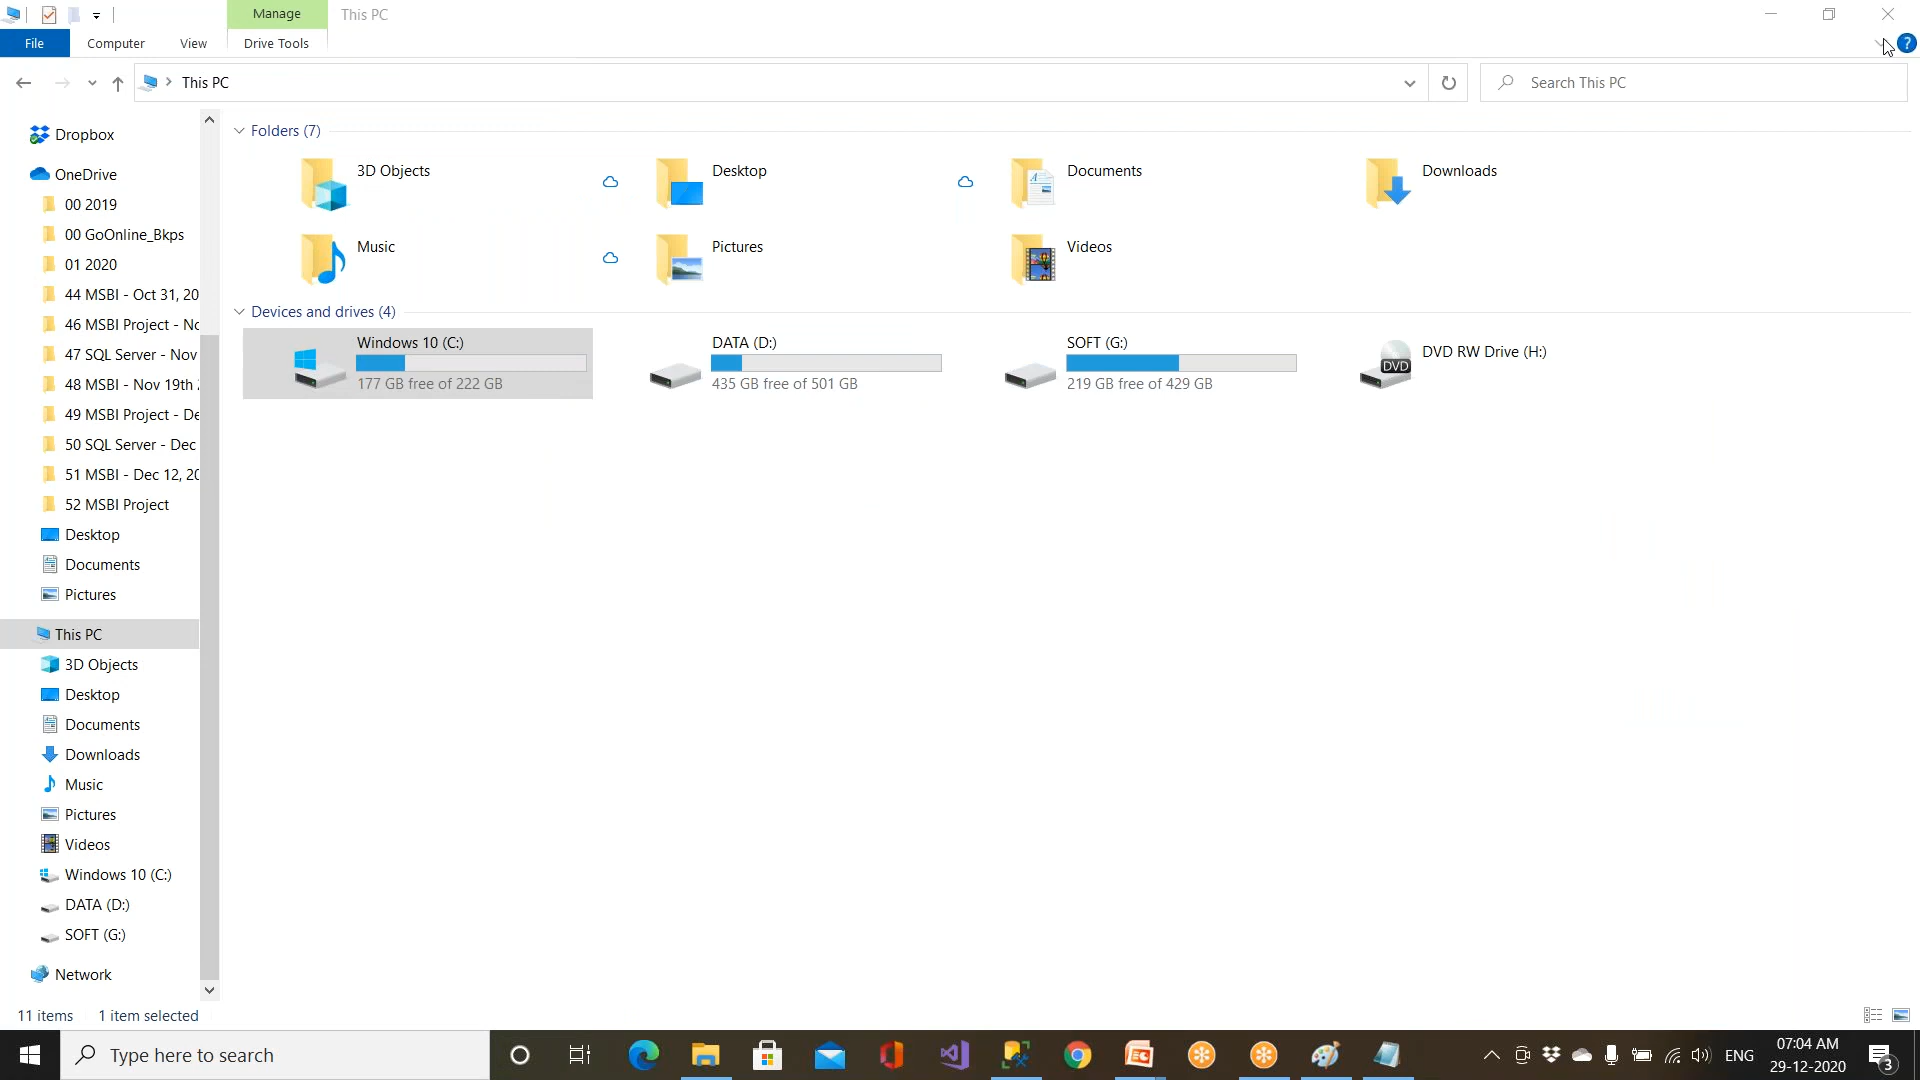 Manage
This PC
File
Computer
View
Drive Tools
?
This PC
Search This PC
Dropbox
OneDrive
00 2019
00 GoOnline_Bkps
01 2020
44 MSBI - Oct 31, 20
46 MSBI Project - No
47 SQL Server - Nov
48 MSBI - Nov 19th
49 MSBI Project - De
50 SQL Server - Dec
51 MSBI - Dec 12, 20
52 MSBI Project
Desktop
Documents
Pictures
This PC
3D Objects
Desktop
Documents
Downloads
Music
Pictures
Videos
Windows 10 (C:)
DATA (D:)
SOFT (G:)
Network
Folders (7)
3D Objects
Desktop
Documents
Downloads
Music
Pictures
Videos
Devices and drives (4)
Windows 10 (C:)
177 GB free of 222 GB
DATA (D:)
435 GB free of 501 GB
SOFT (G:)
219 GB free of 429 GB
DVD
DVD RW Drive (H:)
11 items
1 item selected
Type here to search
ENG
07:04 AM
29-12-2020
3